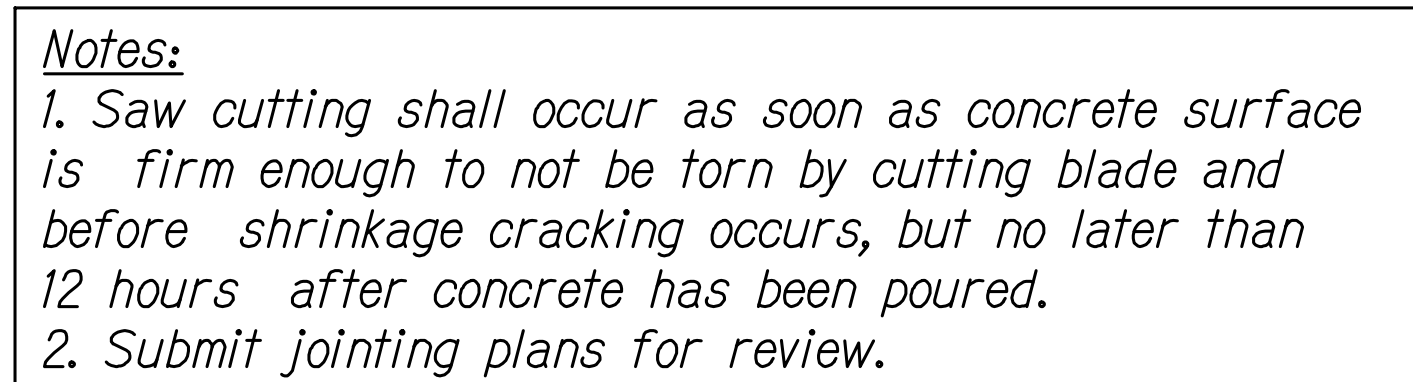 Notes:
1. Saw cutting shall occur as soon as concrete surface
is firm enough to not be torn by cutting blade and
before shrinkage cracking occurs, but no later than
12 hours after concrete has been poured.
2. Submit jointing plans for review.